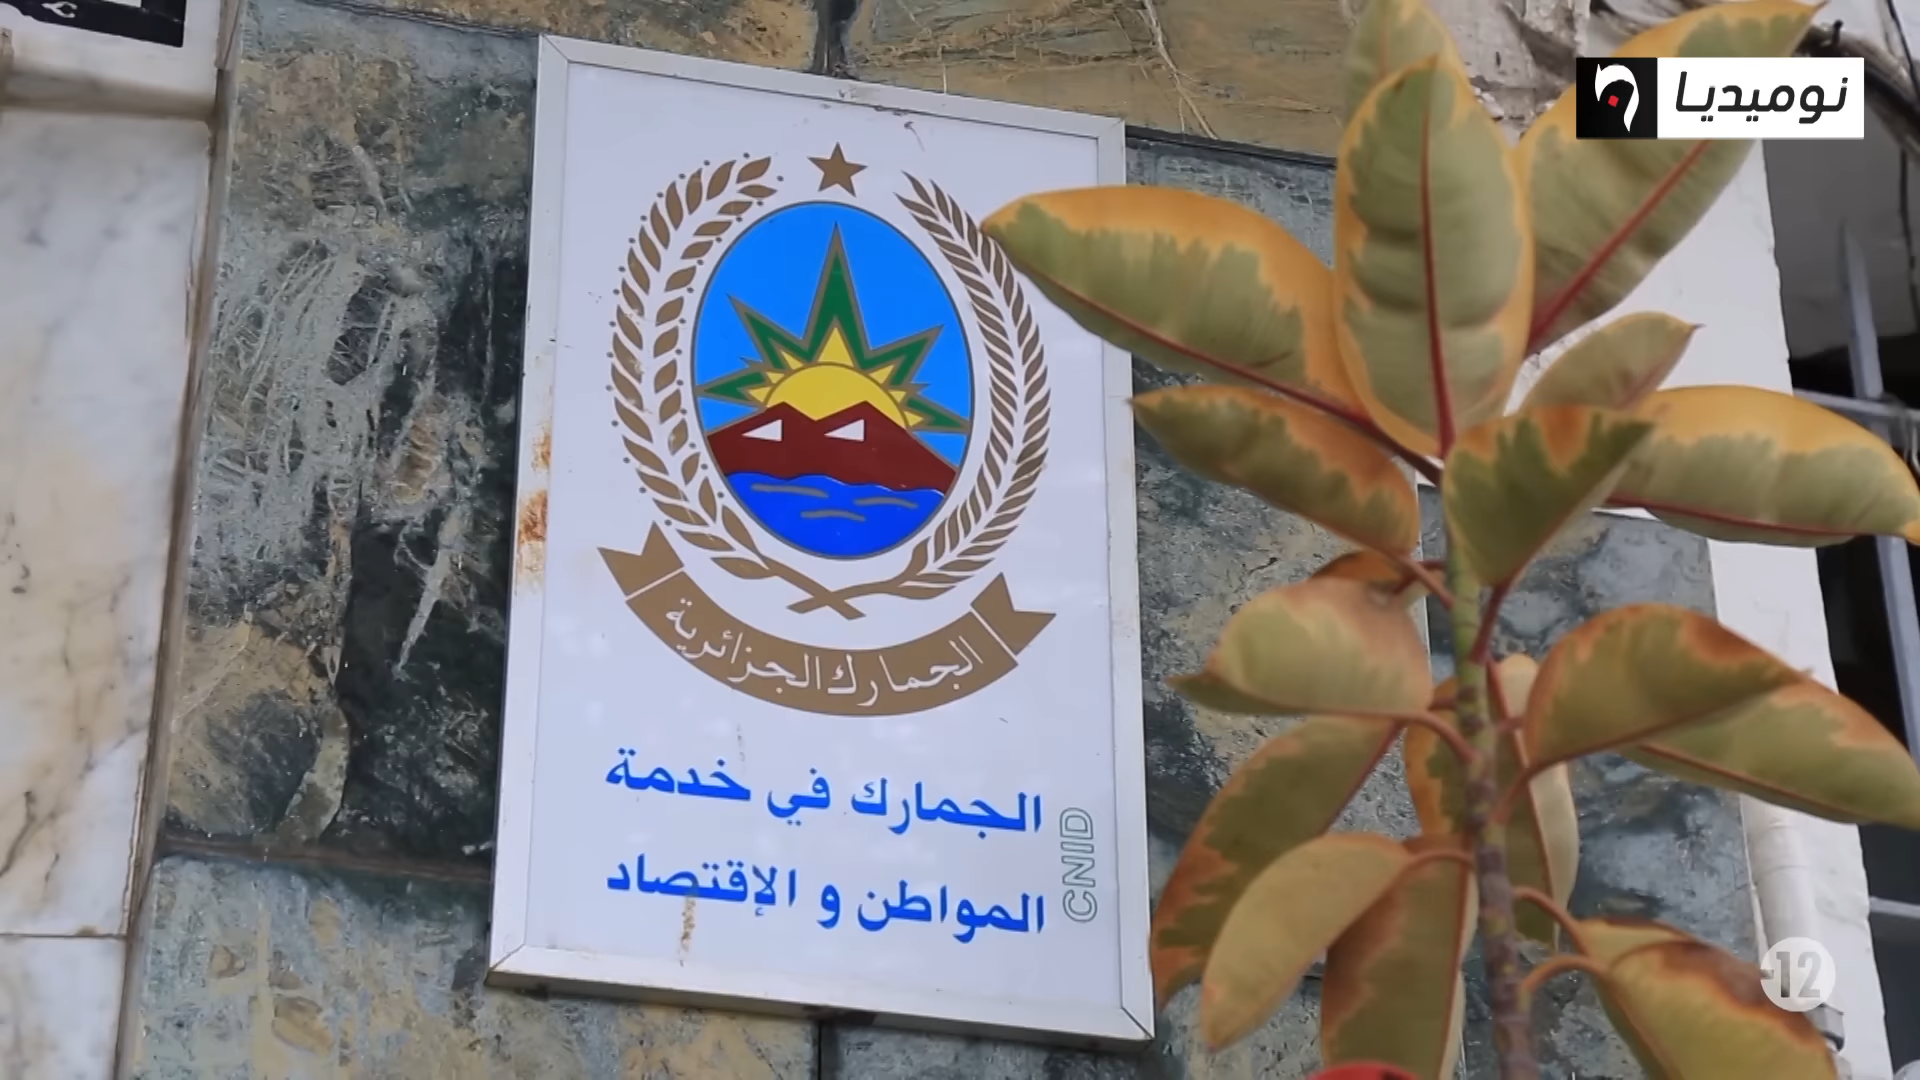 نوميديا
الجمارك الجزائرية
الجمارك في خدمة
المواطن و الإقتصاد
CNID
-12